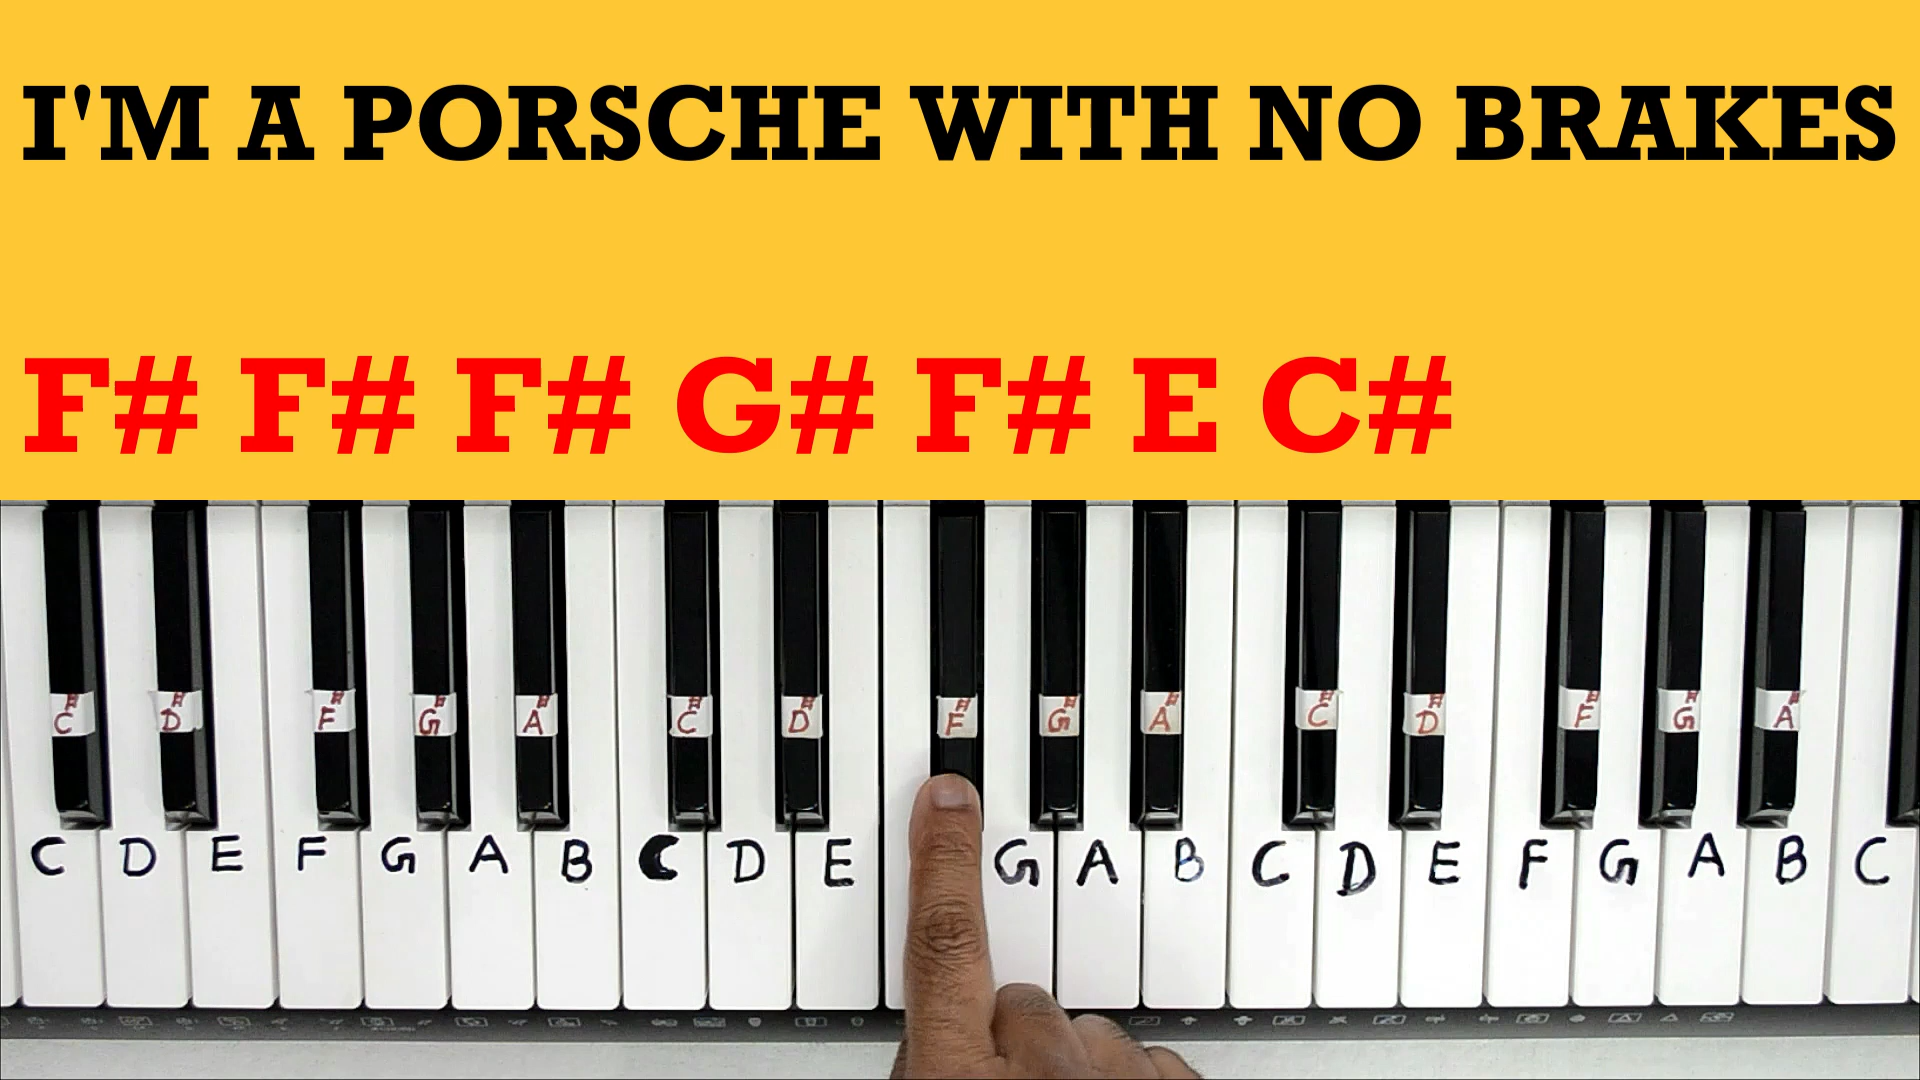 I'M A PORSCHE WITH NO BRAKES
F# F# F# G# F# E C#
C# D# F# G# A# C# D# F# G# A# C# D# F# G# A#
C D E F G A B C D E G A B C D E F G A B C